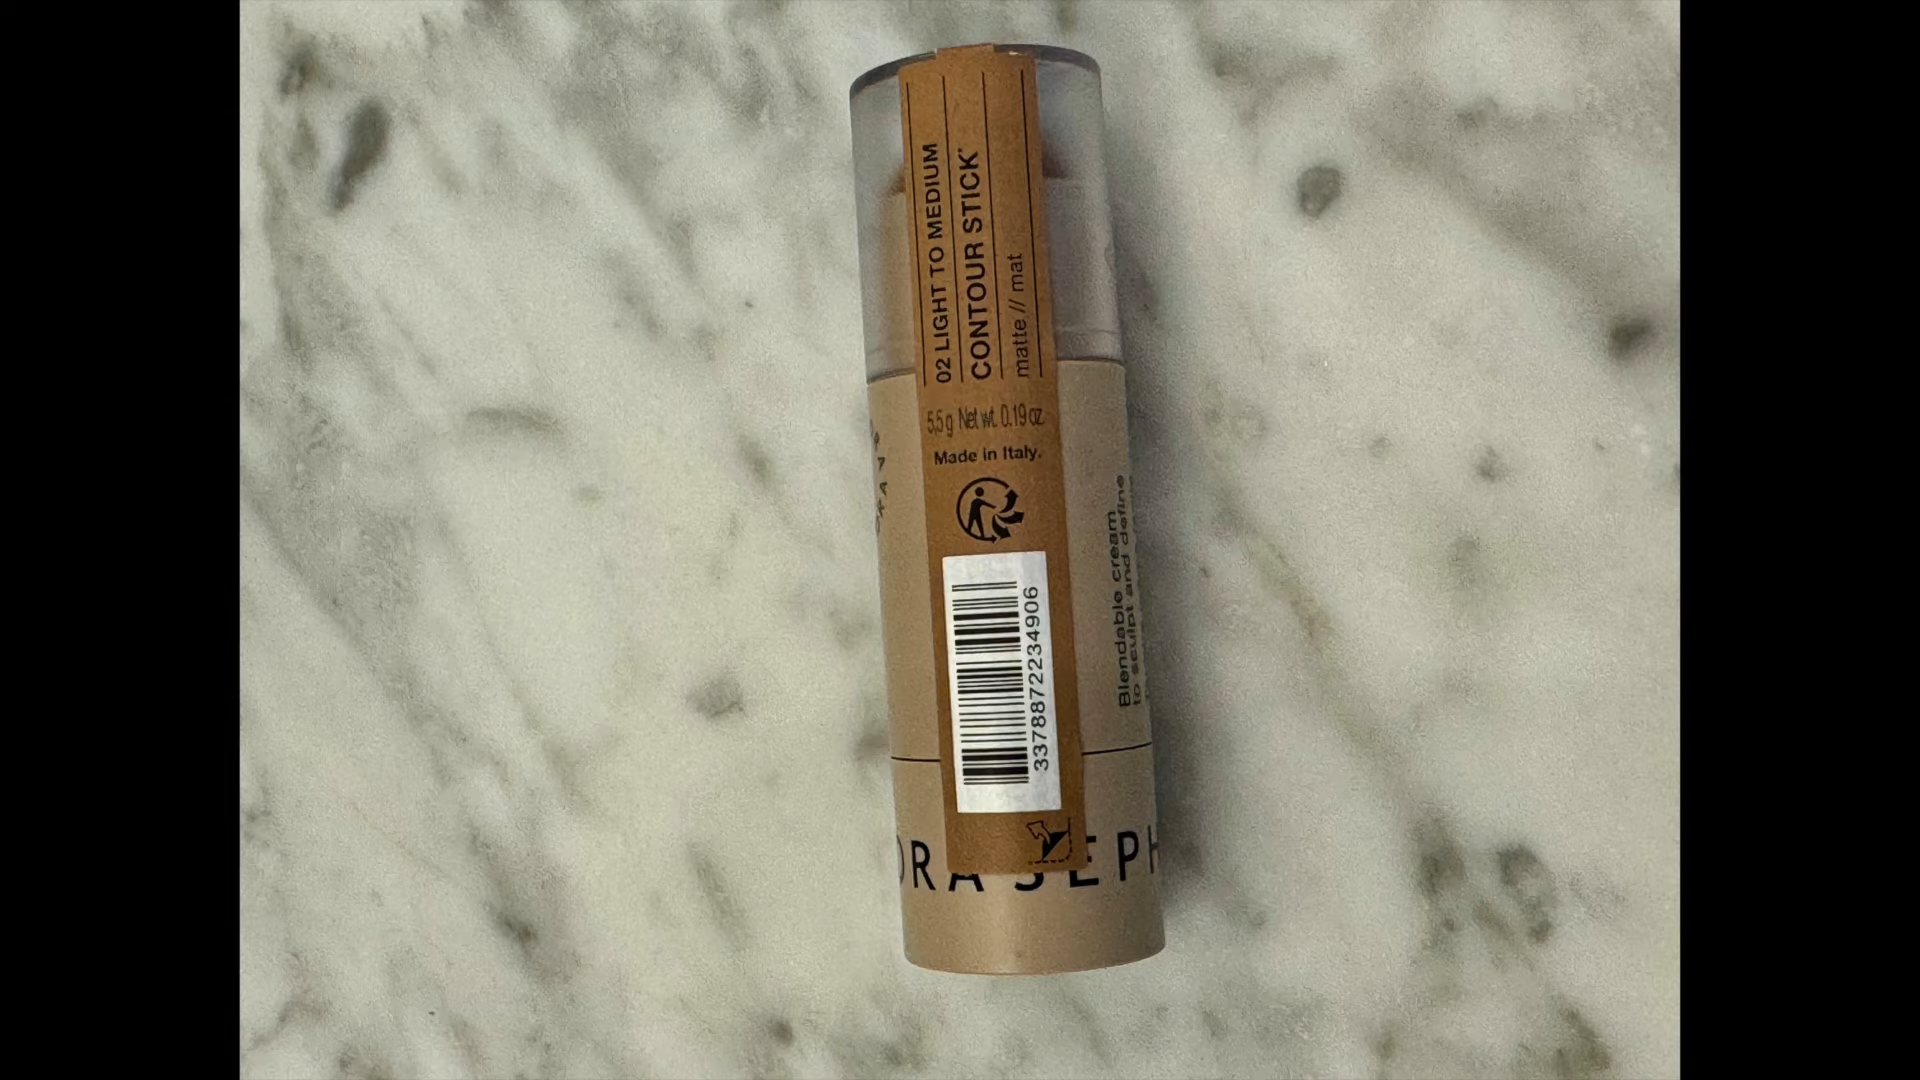 02 LIGHT TO MEDIUM
CONTOUR STICK*
matte // mat
5,5 g Net wt. 0.19 oz
Made in Italy.
3378872234906
Blendable cream
to sculpt and define
ORA SEPH